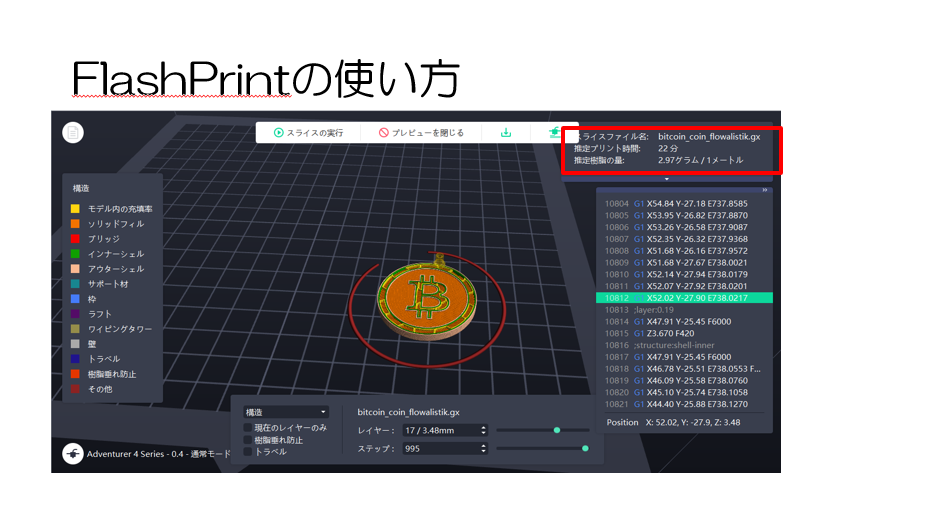 FlashPrintの使い方
スライスの実行
プレビューを閉じる
スライスファイル名: bitcoin_coin_flowalistik.gx
推定プリント時間: 22 分
推定樹脂の量: 2.97グラム / 1メートル
構造
モデル内の充填率
ソリッドフィル
ブリッジ
インナーシェル
アウターシェル
サポート材
枠
ラフト
ワイピングタワー
壁
トラベル
樹脂垂れ防止
その他
10804 G1 X54.84 Y-27.18 E737.8585
10805 G1 X53.95 Y-26.82 E737.8870
10806 G1 X53.26 Y-26.58 E737.9087
10807 G1 X52.35 Y-26.32 E737.9368
10808 G1 X51.68 Y-26.16 E737.9572
10809 G1 X51.68 Y-27.67 E738.0021
10810 G1 X52.14 Y-27.94 E738.0179
10811 G1 X52.07 Y-27.92 E738.0201
10812 G1 X52.02 Y-27.90 E738.0217
10813 ;layer:0.19
10814 G1 X47.91 Y-25.45 F6000
10815 G1 Z3.670 F420
10816 ;structure:shell-inner
10817 G1 X47.91 Y-25.45 F6000
10818 G1 X46.78 Y-25.51 E738.0553 F...
10819 G1 X46.09 Y-25.58 E738.0760
10820 G1 X45.10 Y-25.74 E738.1058
10821 G1 X44.40 Y-25.88 E738.1270
Position X: 52.02, Y: -27.9, Z: 3.48
構造
現在のレイヤーのみ
樹脂垂れ防止
トラベル
bitcoin_coin_flowalistik.gx
レイヤー: 17 / 3.48mm
ステップ: 995
Adventurer 4 Series - 0.4 - 通常モード